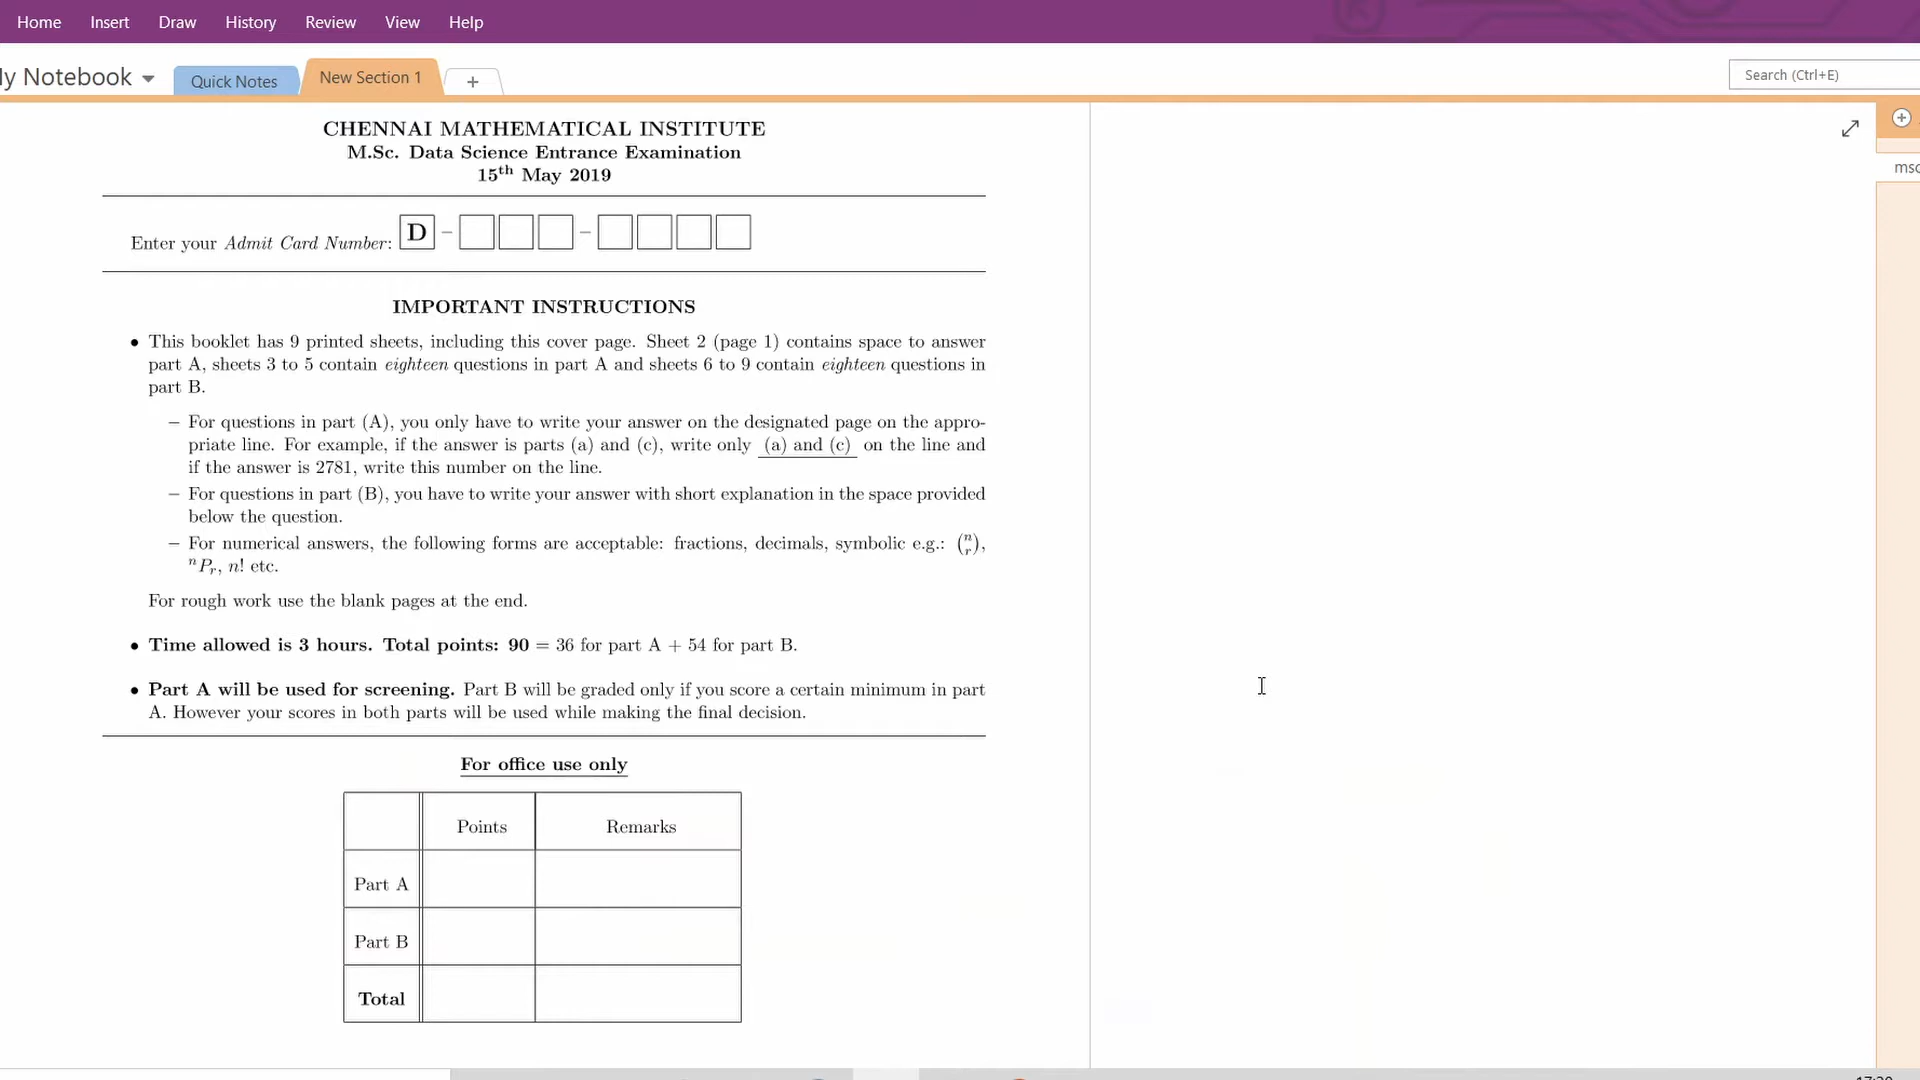 Home Insert Draw History Review View Help
y Notebook Quick Notes New Section 1 +
Search (Ctrl+E)
CHENNAI MATHEMATICAL INSTITUTE
M.Sc. Data Science Entrance Examination
15th May 2019
msc
Enter your Admit Card Number: D – –
IMPORTANT INSTRUCTIONS
• This booklet has 9 printed sheets, including this cover page. Sheet 2 (page 1) contains space to answer
part A, sheets 3 to 5 contain eighteen questions in part A and sheets 6 to 9 contain eighteen questions in
part B.
– For questions in part (A), you only have to write your answer on the designated page on the appro-
priate line. For example, if the answer is parts (a) and (c), write only (a) and (c) on the line and
if the answer is 2781, write this number on the line.
– For questions in part (B), you have to write your answer with short explanation in the space provided
below the question.
– For numerical answers, the following forms are acceptable: fractions, decimals, symbolic e.g.: (n r),
nPr, n! etc.
For rough work use the blank pages at the end.
• Time allowed is 3 hours. Total points: 90 = 36 for part A + 54 for part B.
• Part A will be used for screening. Part B will be graded only if you score a certain minimum in part
A. However your scores in both parts will be used while making the final decision.
For office use only
Points Remarks
Part A
Part B
Total